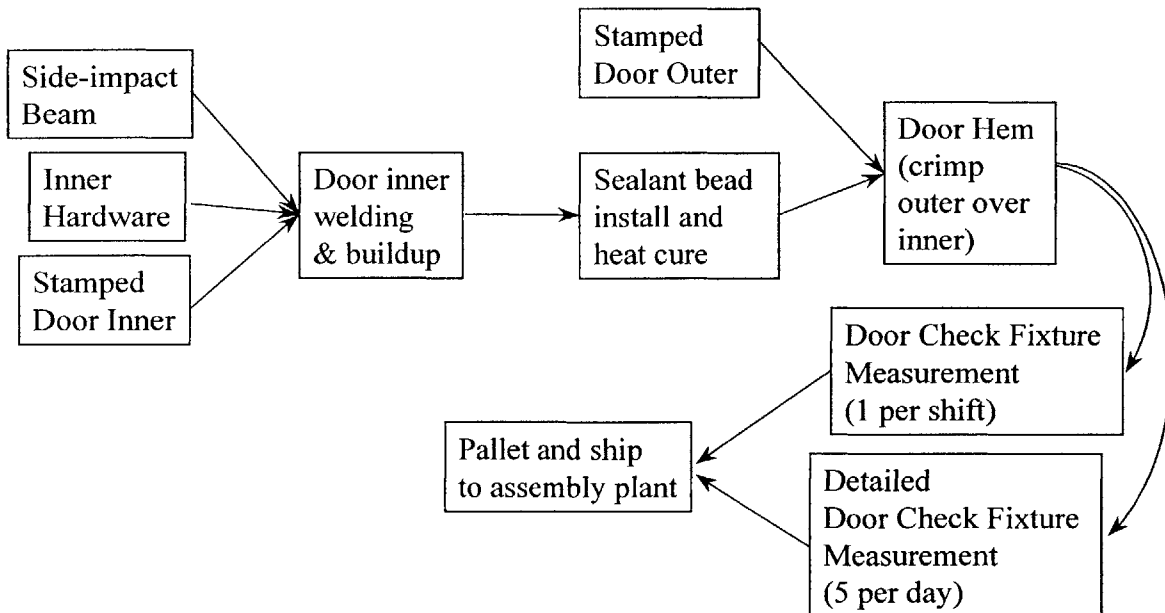 Side-impact
Beam
Inner
Hardware
Stamped
Door Inner
Door inner
welding
& buildup
Sealant bead
install and
heat cure
Stamped
Door Outer
Door Hem
(crimp
outer over
inner)
Door Check Fixture
Measurement
(1 per shift)
Detailed
Door Check Fixture
Measurement
(5 per day)
Pallet and ship
to assembly plant